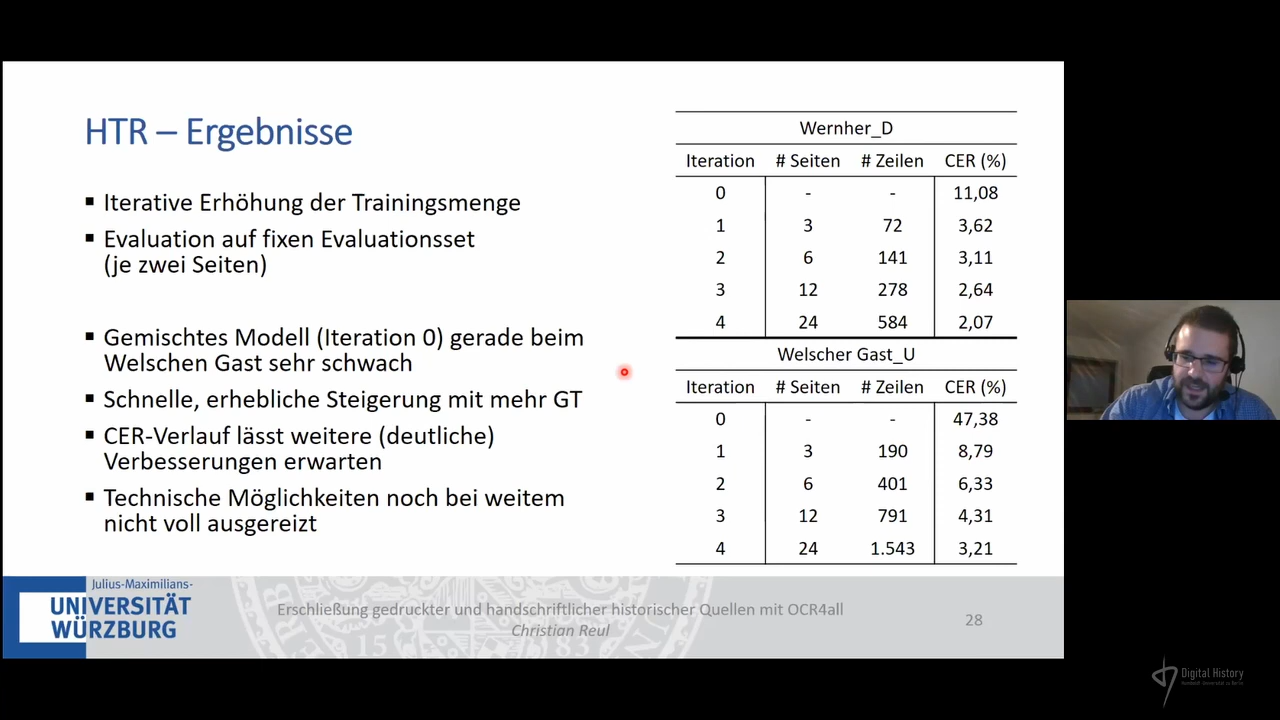 HTR – Ergebnisse
▪ Iterative Erhöhung der Trainingsmenge
▪ Evaluation auf fixen Evaluationsset
(je zwei Seiten)
▪ Gemischtes Modell (Iteration 0) gerade beim
Welschen Gast sehr schwach
▪ Schnelle, erhebliche Steigerung mit mehr GT
▪ CER-Verlauf lässt weitere (deutliche)
Verbesserungen erwarten
▪ Technische Möglichkeiten noch bei weitem
nicht voll ausgereizt
Wernher_D
Iteration # Seiten # Zeilen CER (%)
0 - - 11,08
1 3 72 3,62
2 6 141 3,11
3 12 278 2,64
4 24 584 2,07
Welscher Gast_U
Iteration # Seiten # Zeilen CER (%)
0 - - 47,38
1 3 190 8,79
2 6 401 6,33
3 12 791 4,31
4 24 1.543 3,21
Julius-Maximilians-
UNIVERSITÄT
WÜRZBURG
Erschließung gedruckter und handschriftlicher historischer Quellen mit OCR4all
Christian Reul
28
Digital History